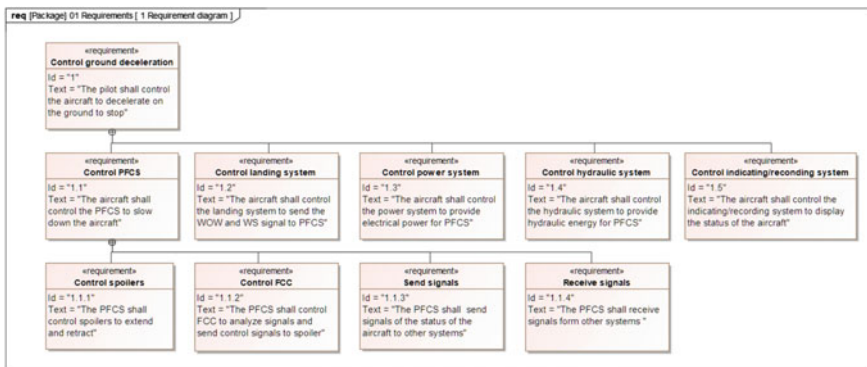 req [Package] 01 Requirements [ 1 Requirement diagram ]
«requirement»
Control ground deceleration
Id = "1"
Text = "The pilot shall control
the aircraft to decelerate on
the ground to stop"
«requirement»
Control PFCS
Id = "1.1"
Text = "The aircraft shall
control the PFCS to slow
down the aircraft"
«requirement»
Control landing system
Id = "1.2"
Text = "The aircraft shall control
the landing system to send the
WOW and WS signal to PFCS"
«requirement»
Control power system
Id = "1.3"
Text = "The aircraft shall control
the power system to provide
electrical power for PFCS"
«requirement»
Control hydraulic system
Id = "1.4"
Text = "The aircraft shall control
the hydraulic system to provide
hydraulic energy for PFCS"
«requirement»
Control indicating/reconding system
Id = "1.5"
Text = "The aircraft shall control the
indicating/recording system to display
the status of the aircraft"
«requirement»
Control spoilers
Id = "1.1.1"
Text = "The PFCS shall
control spoilers to extend
and retract"
«requirement»
Control FCC
Id = "1.1.2"
Text = "The PFCS shall control
FCC to analyze signals and
send control signals to spoiler"
«requirement»
Send signals
Id = "1.1.3"
Text = "The PFCS shall  send
signals of the status of the
aircraft to other systems"
«requirement»
Receive signals
Id = "1.1.4"
Text = "The PFCS shall receive
signals form other systems "